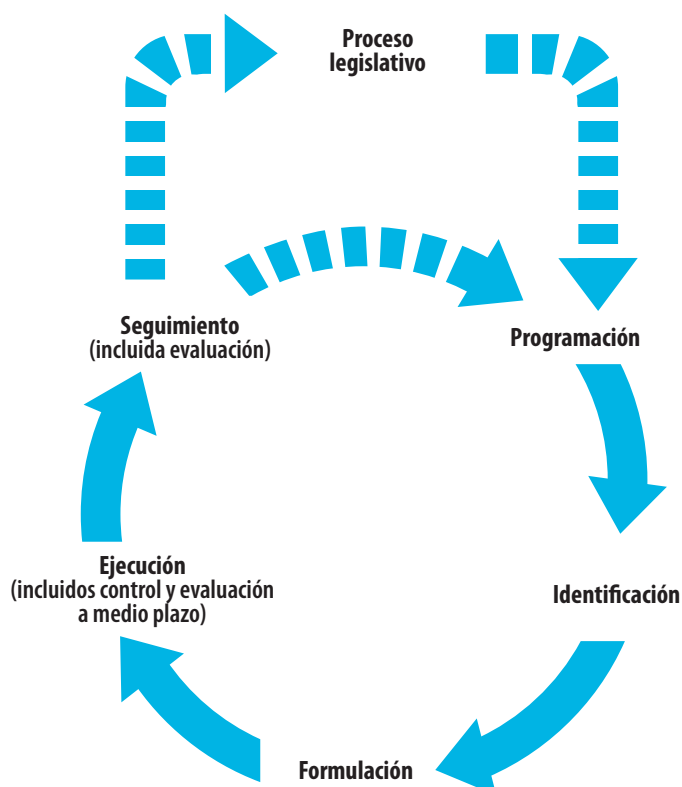 Proceso
legislativo
Seguimiento
(incluida evaluación)
Programación
Ejecución
(incluidos control y evaluación
a medio plazo)
Identificación
Formulación